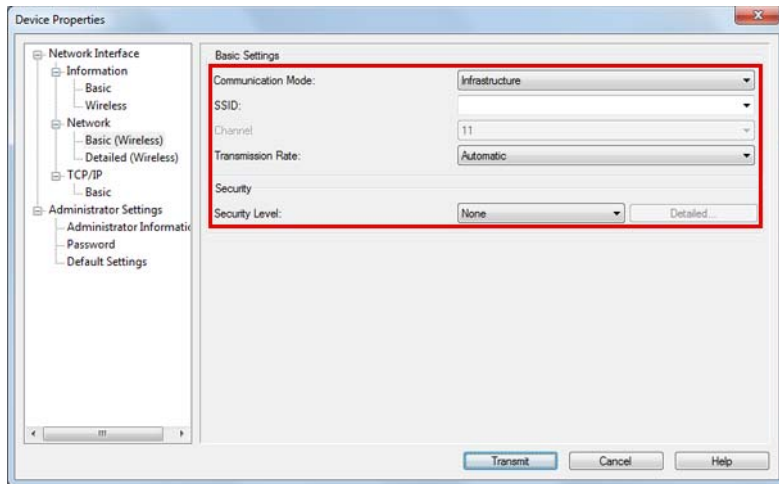 Device Properties
Network Interface
Information
Basic
Wireless
Network
Basic (Wireless)
Detailed (Wireless)
TCP/IP
Basic
Administrator Settings
Administrator Informatic
Password
Default Settings
Basic Settings
Communication Mode: Infrastructure
SSID:
Channel 11
Transmission Rate: Automatic
Security
Security Level: None Detailed...
Transmit Cancel Help